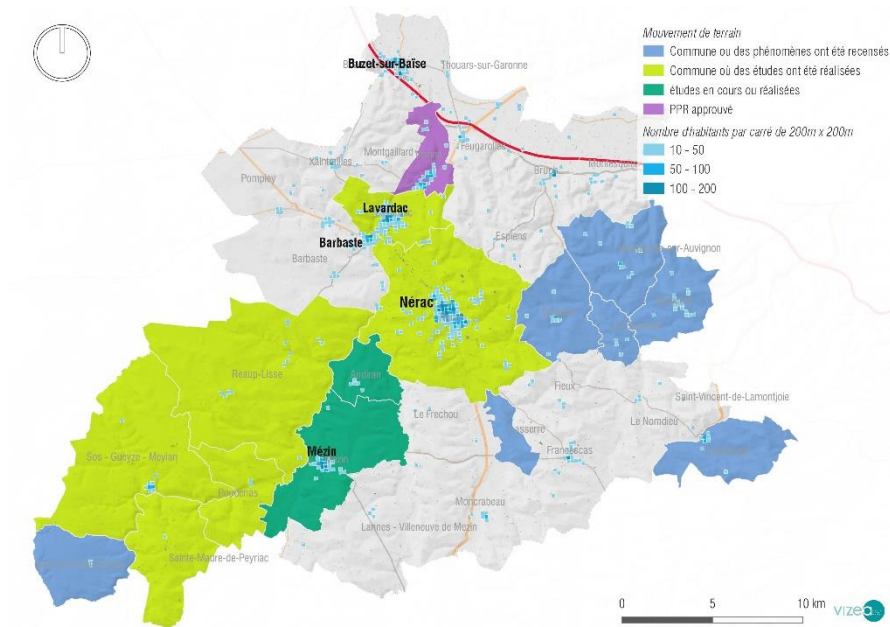 Mouvement de terrain
Commune ou des phénomènes ont été recensés
Commune où des études ont été réalisées
études en cours ou réalisées
PPR approuvé
Nombre d'habitants par carré de 200m x 200m
10 - 50
50 - 100
100 - 200
Buzet-sur-Baïse
Thouars-sur-Garonne
Montgaillard
Feugarolles
Xaintrailles
Pompiey
Lavardac
Barbaste
Barbaste
Espiens
sur-Auvignon
Nérac
Réaup-Lisse
Andiran
Fieux
Saint-Vincent-de-Lamontjoie
Le Fréchou
Le Nomdieu
Mézin
Francescas
Sos - Gueyze - Meylan
Poudenas
Moncrabeau
Lannes - Villeneuve de Mézin
Sainte-Maure-de-Peyriac
0 5 10 km
vizea